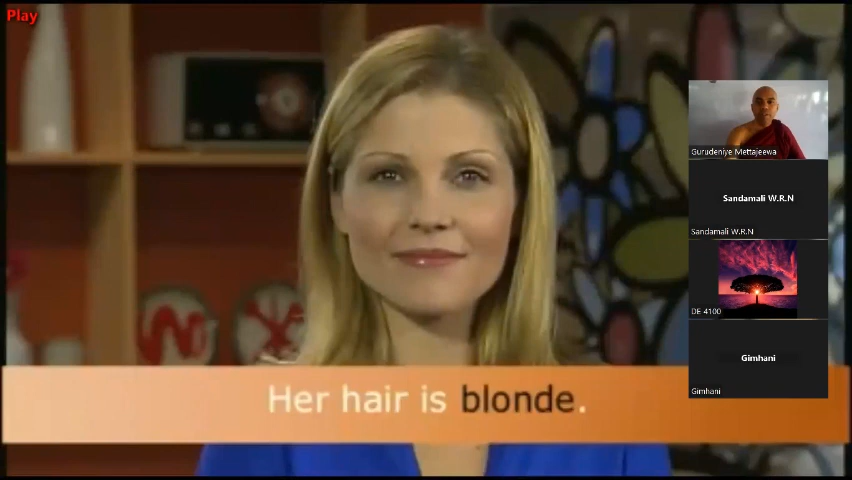 Play
Gurudeniye Mettajeewa
Sandamali W.R.N
Sandamali W.R.N
DE 4100
Gimhani
Gimhani
Her hair is blonde.